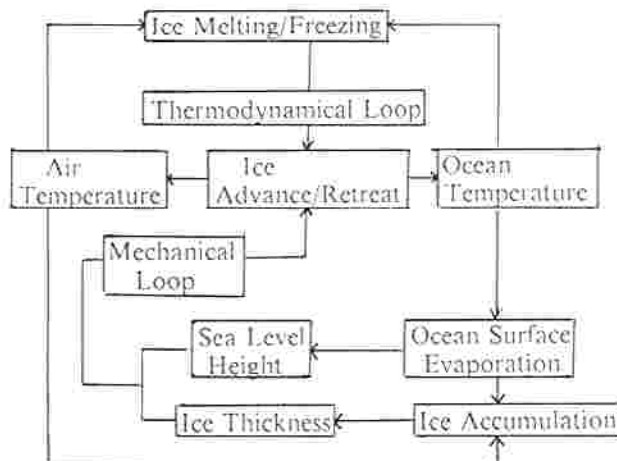 Ice Melting/Freezing
Thermodynamical Loop
Air
Temperature
Ice
Advance/Retreat
Ocean
Temperature
Mechanical
Loop
Sea Level
Height
Ocean Surface
Evaporation
Ice Thickness
Ice Accumulation